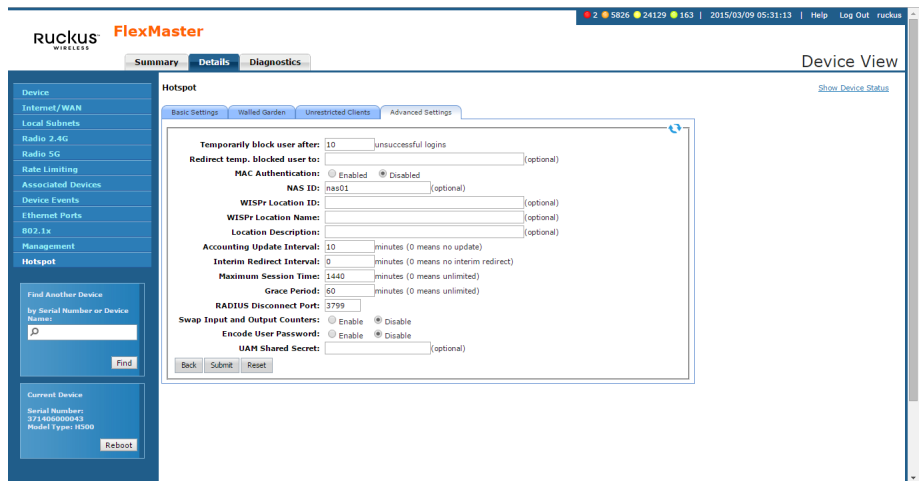 2 5826 24129 163 | 2015/03/09 05:31:13 | Help Log Out ruckus
RUCKUS
WIRELESS
FlexMaster
Summary Details Diagnostics
Device View
Device
Internet/WAN
Local Subnets
Radio 2.4G
Radio 5G
Rate Limiting
Associated Devices
Device Events
Ethernet Ports
802.1x
Management
Hotspot
Find Another Device
by Serial Number or Device
Name:
Find
Current Device
Serial Number:
371406000043
Model Type: H500
Reboot
Hotspot
Show Device Status
Basic Settings Walled Garden Unrestricted Clients Advanced Settings
Temporarily block user after: 10 unsuccessful logins
Redirect temp. blocked user to: (optional)
MAC Authentication: Enabled Disabled
NAS ID: nas01 (optional)
WISPr Location ID: (optional)
WISPr Location Name: (optional)
Location Description: (optional)
Accounting Update Interval: 10 minutes (0 means no update)
Interim Redirect Interval: 0 minutes (0 means no interim redirect)
Maximum Session Time: 1440 minutes (0 means unlimited)
Grace Period: 60 minutes (0 means unlimited)
RADIUS Disconnect Port: 3799
Swap Input and Output Counters: Enable Disable
Encode User Password: Enable Disable
UAM Shared Secret: (optional)
Back Submit Reset